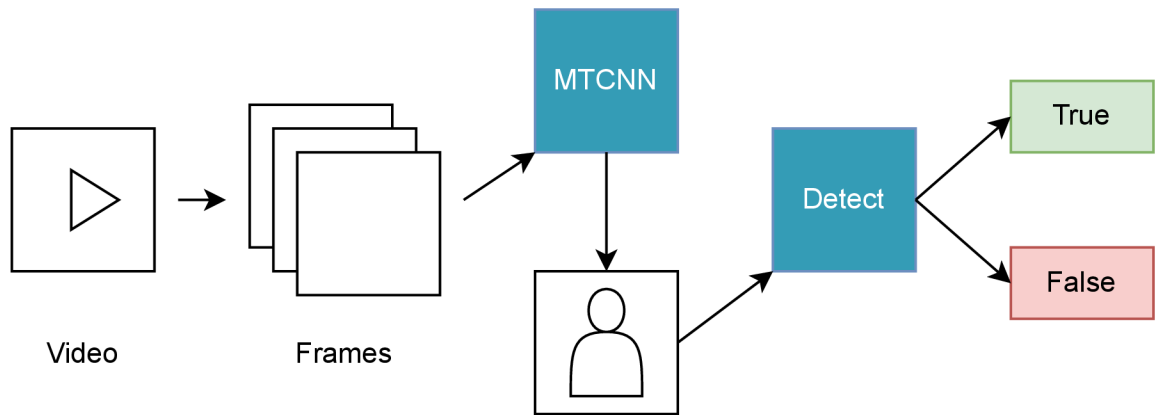 Video
Frames
MTCNN
Detect
True
False